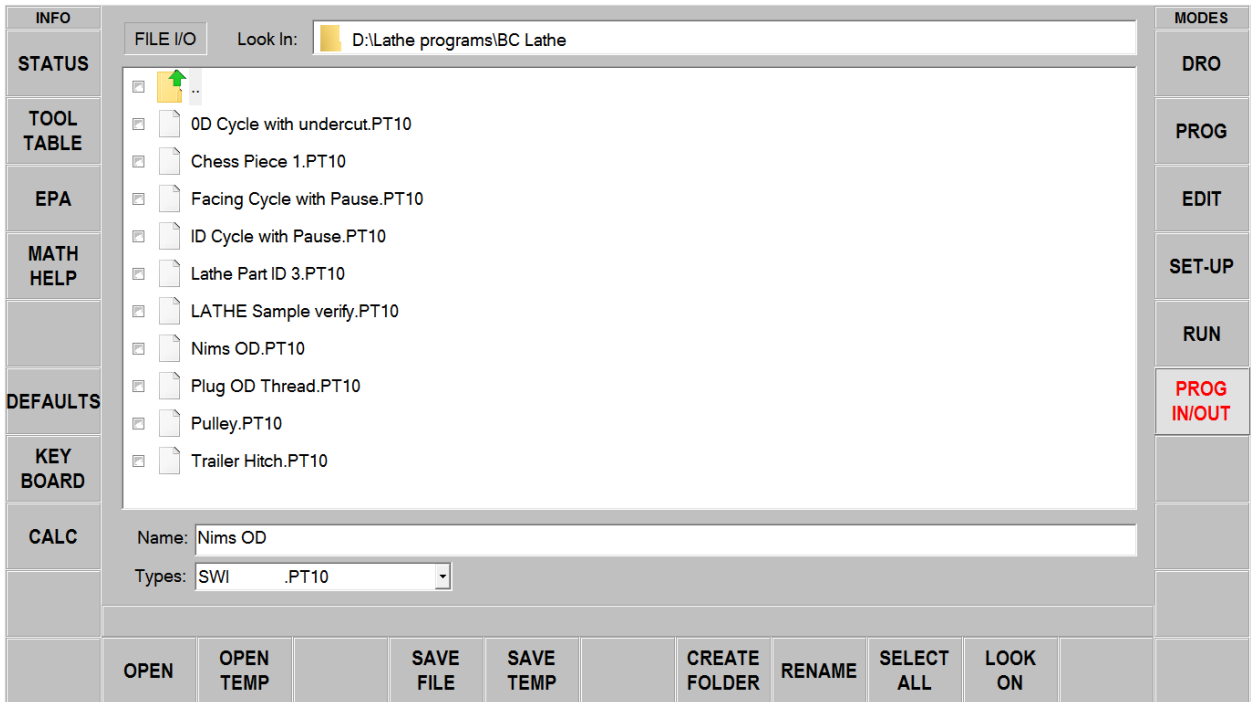 INFO
STATUS
TOOL
TABLE
EPA
MATH
HELP
DEFAULTS
KEY
BOARD
CALC
FILE I/O Look In: D:\Lathe programs\BC Lathe
..
0D Cycle with undercut.PT10
Chess Piece 1.PT10
Facing Cycle with Pause.PT10
ID Cycle with Pause.PT10
Lathe Part ID 3.PT10
LATHE Sample verify.PT10
Nims OD.PT10
Plug OD Thread.PT10
Pulley.PT10
Trailer Hitch.PT10
Name: Nims OD
Types: SWI .PT10
MODES
DRO
PROG
EDIT
SET-UP
RUN
PROG
IN/OUT
OPEN
OPEN
TEMP
SAVE
FILE
SAVE
TEMP
CREATE
FOLDER
RENAME
SELECT
ALL
LOOK
ON